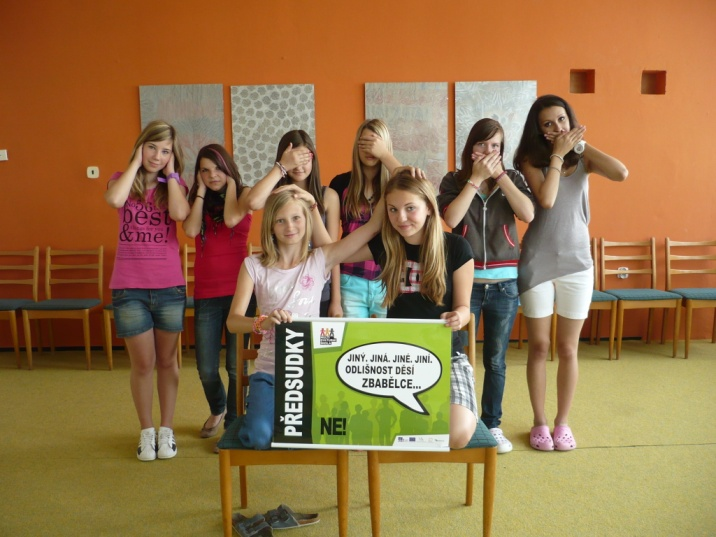 BEST
& me!
PŘEDSUDKY
JINÝ. JINÁ. JINÉ. JINÍ.
ODLIŠNOST DĚSÍ
ZBABĚLCE...
NE!